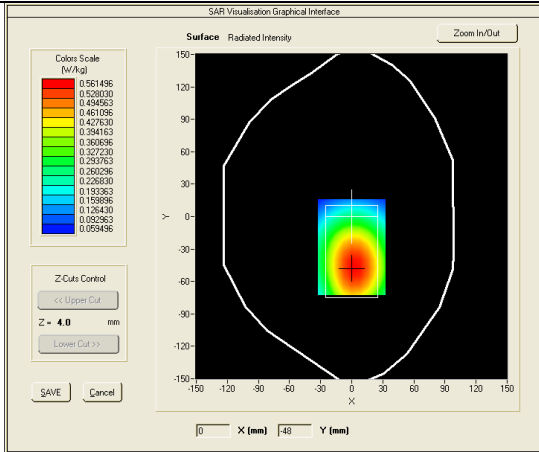 SAR Visualisation Graphical Interface
Surface Radiated Intensity
Zoom In/Out
Colors Scale
(W/kg)
0.561496
0.528030
0.494563
0.461096
0.427630
0.394163
0.360696
0.327230
0.293763
0.260296
0.226830
0.193363
0.159896
0.126430
0.092963
0.059496
Z-Cuts Control
<< Upper Cut
Z = 4.0 mm
Lower Cut >>
SAVE Cancel
150
120
90
60
30
0
-30
-60
-90
-120
-150
Y
-150 -120 -90 -60 -30 0 30 60 90 120 150
X
0 X (mm) -48 Y (mm)